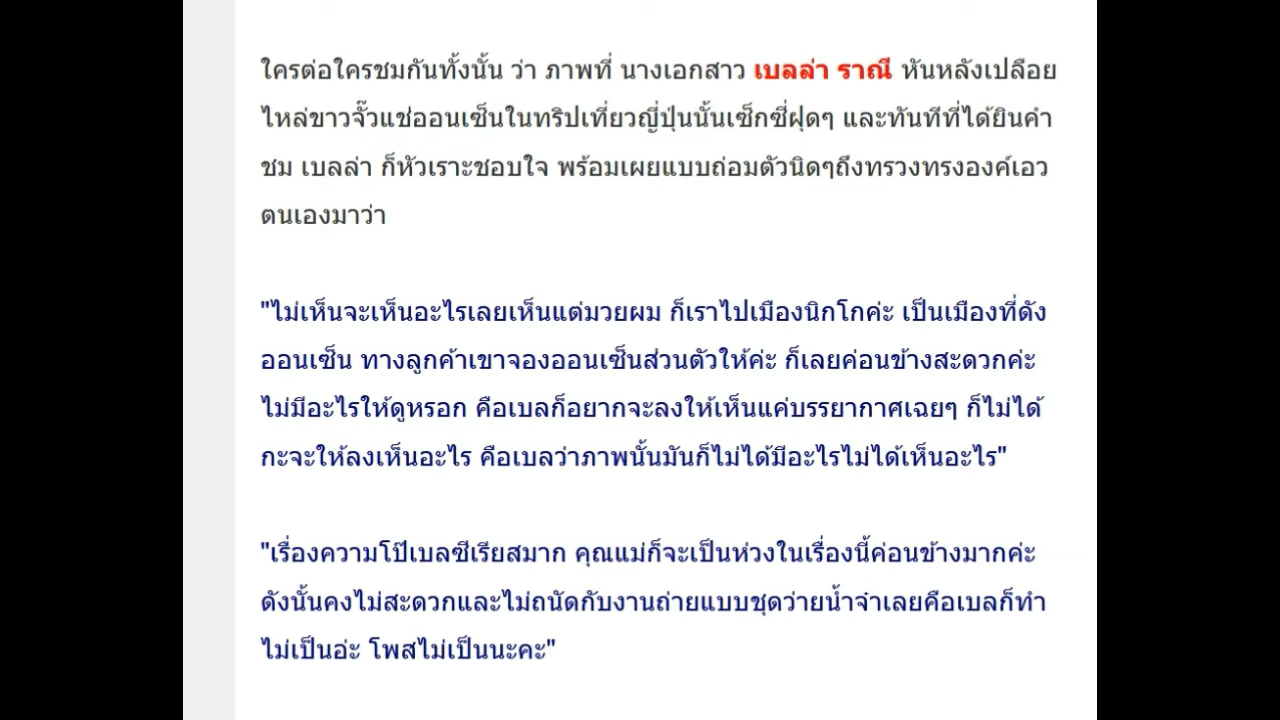 ใครต่อใครชมกันทั้งนั้น ว่า ภาพที่ นางเอกสาว เบลล่า ราณี หันหลังเปลือย
ไหล่ขาวจั๊วแช่ออนเซ็นในทริปเที่ยวญี่ปุ่นนั้นเซ็กซี่ฝุดๆ และทันทีที่ได้ยินคำ
ชม เบลล่า ก็หัวเราะชอบใจ พร้อมเผยแบบถ่อมตัวนิดๆถึงทรวงทรงองค์เอว
ตนเองมาว่า
"ไม่เห็นจะเห็นอะไรเลยเห็นแต่มวยผม ก็เราไปเมืองนิกโกค่ะ เป็นเมืองที่ดัง
ออนเซ็น ทางลูกค้าเขาจองออนเซ็นส่วนตัวให้ค่ะ ก็เลยค่อนข้างสะดวกค่ะ
ไม่มีอะไรให้ดูหรอก คือเบลก็อยากจะลงให้เห็นแค่บรรยากาศเฉยๆ ก็ไม่ได้
กะจะให้ลงเห็นอะไร คือเบลว่าภาพนั้นมันก็ไม่ได้มีอะไรไม่ได้เห็นอะไร"
"เรื่องความโป๊เบลซีเรียสมาก คุณแม่ก็จะเป็นห่วงในเรื่องนี้ค่อนข้างมากค่ะ
ดังนั้นคงไม่สะดวกและไม่ถนัดกับงานถ่ายแบบชุดว่ายน้ำจ๋าเลยคือเบลก็ทำ
ไม่เป็นอ่ะ โพสไม่เป็นนะคะ"